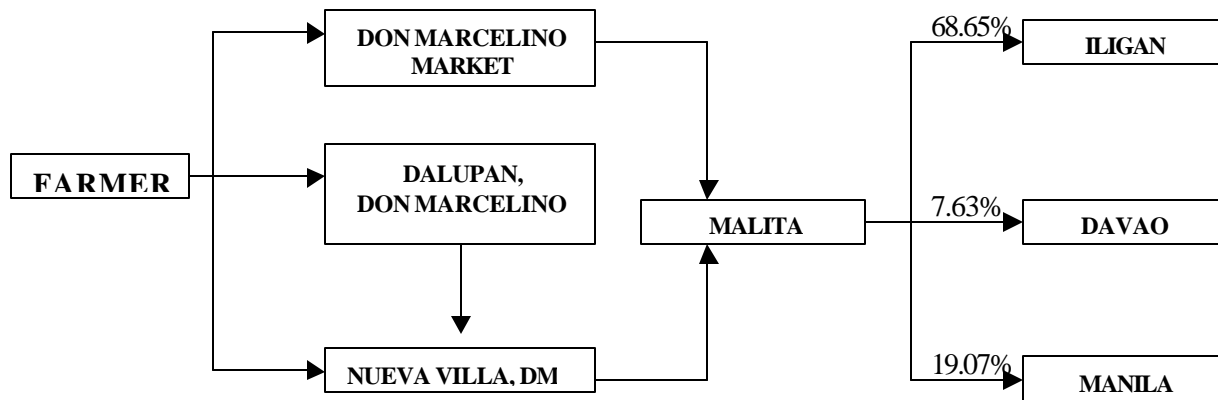 FARMER
DON MARCELINO
MARKET
DALUPAN,
DON MARCELINO
NUEVA VILLA, DM
MALITA
68.65%
ILIGAN
7.63%
DAVAO
19.07%
MANILA